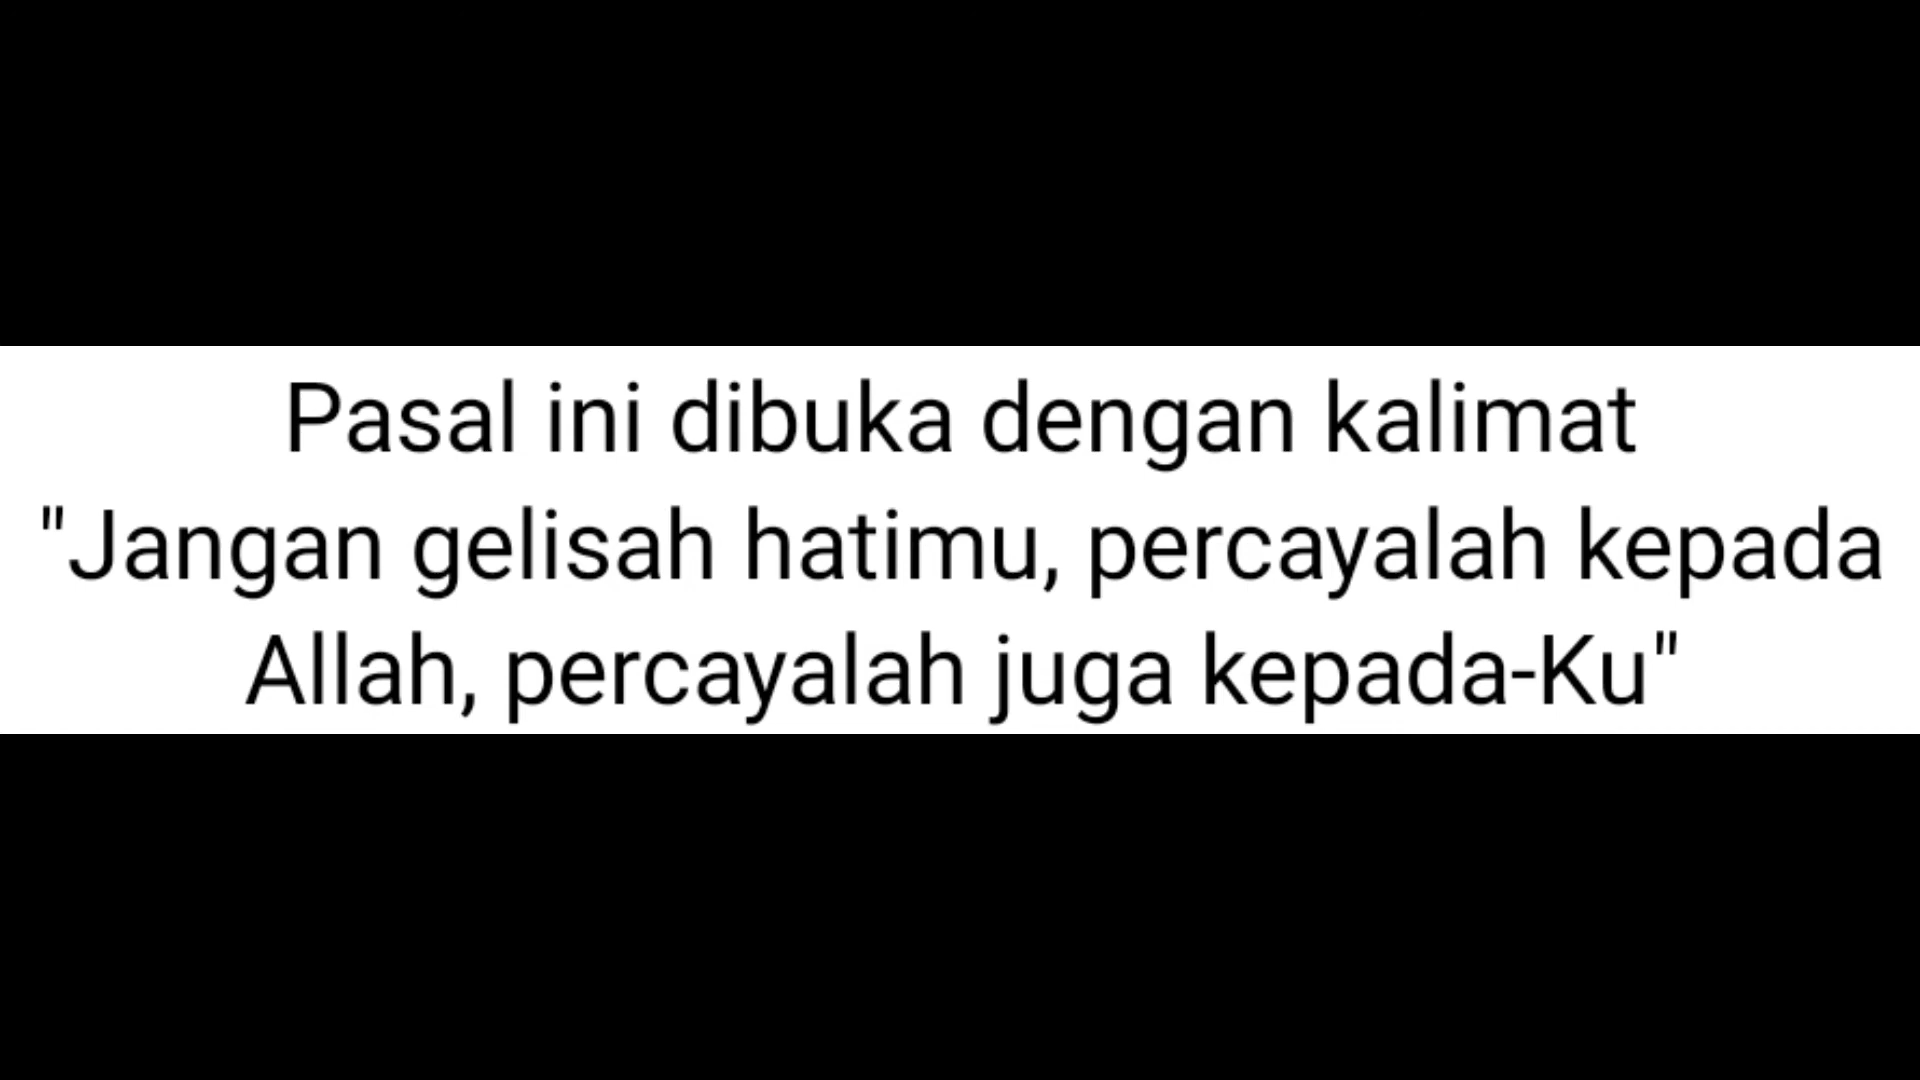 Pasal ini dibuka dengan kalimat
"Jangan gelisah hatimu, percayalah kepada
Allah, percayalah juga kepada-Ku"